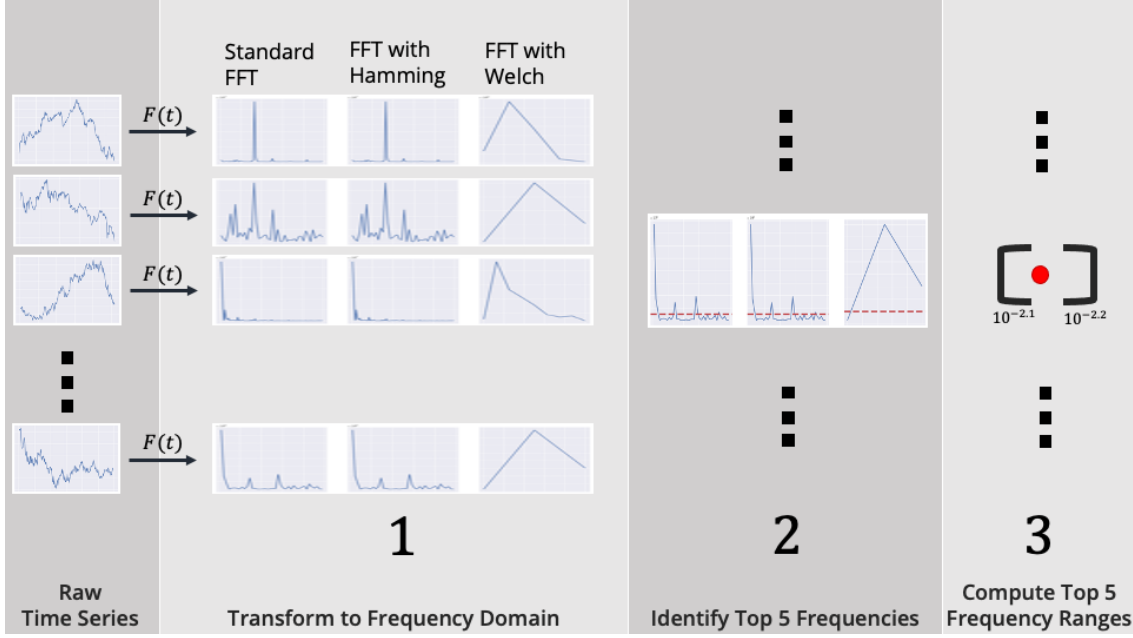 Standard
FFT
FFT with
Hamming
FFT with
Welch
F(t)
F(t)
F(t)
F(t)
10^{-2.1}
10^{-2.2}
1
2
3
Raw
Time Series
Transform to Frequency Domain
Identify Top 5 Frequencies
Compute Top 5
Frequency Ranges